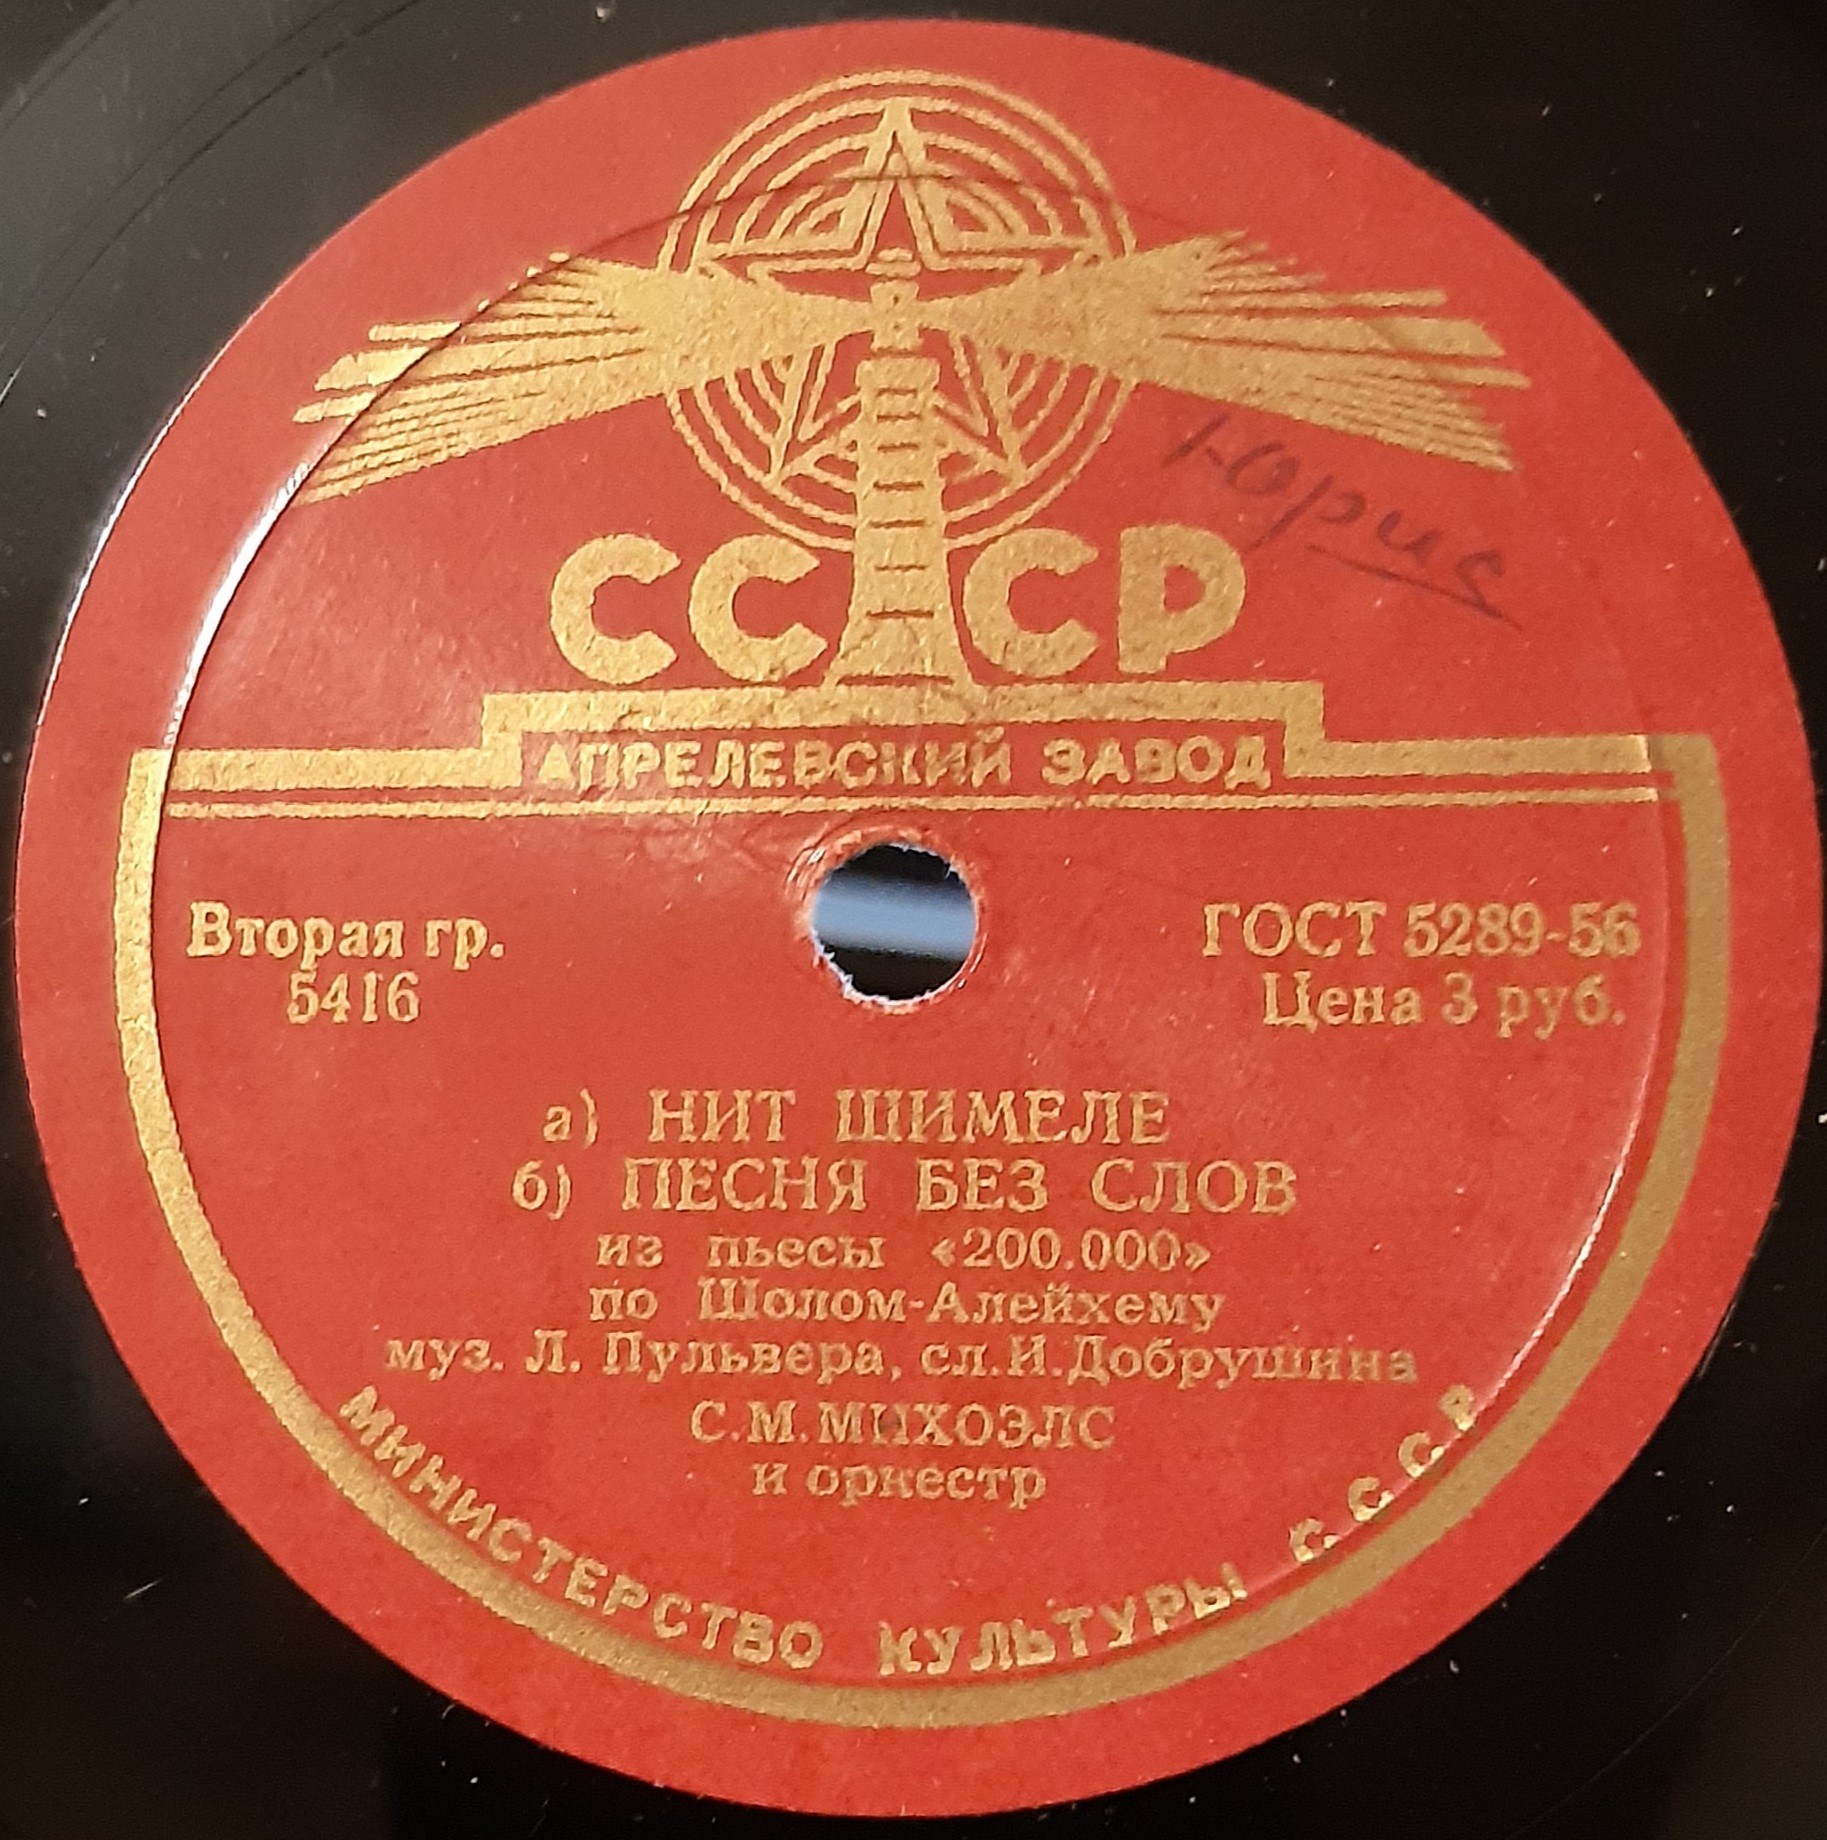 СССР
Юрия
АПРЕЛЕВСКИЙ ЗАВОД
Вторая гр.
5416
ГОСТ 5289-56
Цена 3 руб.
а) НИТ ШИМЕЛЕ
б) ПЕСНЯ БЕЗ СЛОВ
из пьесы «200.000»
по Шолом-Алейхему
муз. Л. Пульвера, сл. И. Добрушина
С. М. МИХОЭЛС
и оркестр
МИНИСТЕРСТВО КУЛЬТУРЫ С.С.С.Р